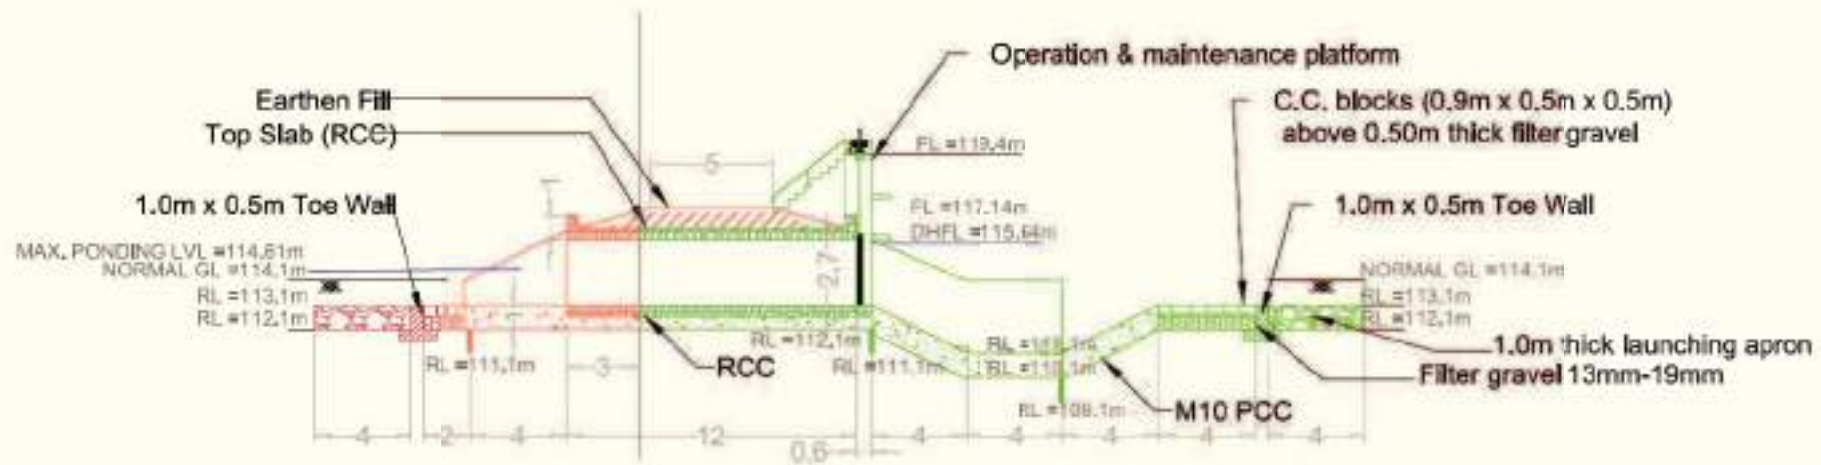 Operation & maintenance platform
Earthen Fill
Top Slab (RCC)
C.C. blocks (0.9m x 0.5m x 0.5m)
above 0.50m thick filter gravel
FL =119.4m
5
1
1.0m x 0.5m Toe Wall
FL =117.14m
DHFL =115.64m
1.0m x 0.5m Toe Wall
MAX. PONDING LVL =114.61m
NORMAL GL =114.1m
RL =113.1m
RL =112.1m
2.7
1
NORMAL GL =114.1m
RL =113.1m
RL =112.1m
RL =111.1m
3
RCC
RL =112.1m
RL =111.1m
RL =110.1m
1.0m thick launching apron
Filter gravel 13mm-19mm
RL =109.1m
M10 PCC
4
2
4
12
0.6
4
4
4
4
4